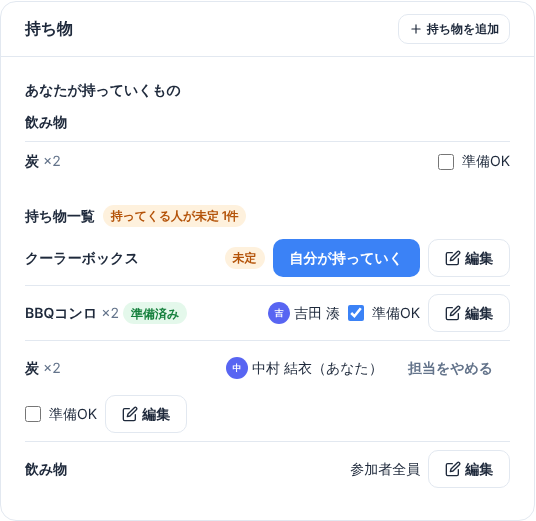 持ち物
持ち物を追加
あなたが持っていくもの
飲み物
炭 ×2 準備OK
持ち物一覧 持ってくる人が未定 1件
クーラーボックス 未定 自分が持っていく 編集
BBQコンロ ×2 準備済み 吉 吉田 湊 準備OK 編集
炭 ×2 中 中村 結衣（あなた） 担当をやめる
準備OK 編集
飲み物 参加者全員 編集